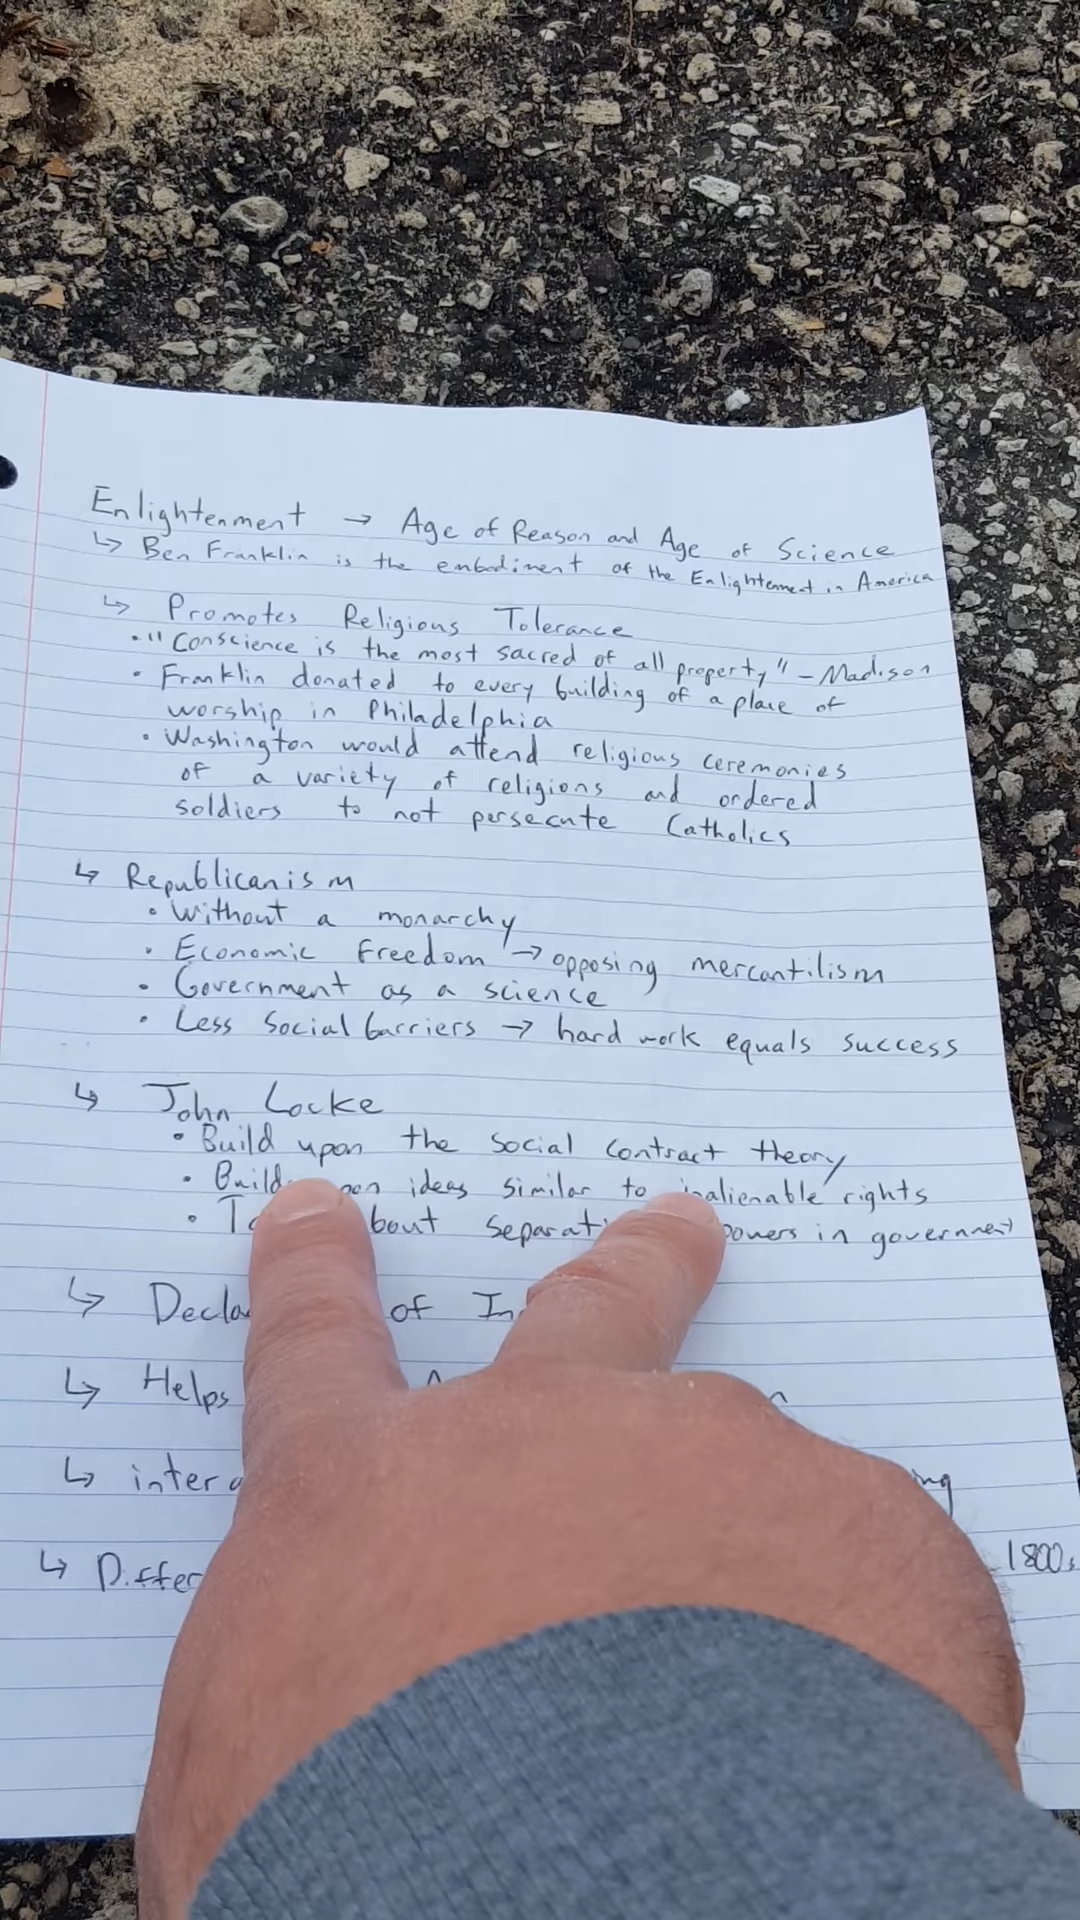 Enlightenment → Age of Reason and Age of Science
↳ Ben Franklin is the embodiment of the Enlightenment in America
↳ Promotes Religious Tolerance
• "Conscience is the most sacred of all property" - Madison
• Franklin donated to every building of a place of
worship in Philadelphia
• Washington would attend religious ceremonies
of a variety of religions and ordered
soldiers to not persecute Catholics
↳ Republicanism
• Without a monarchy
• Economic Freedom → opposing mercantilism
• Government as a science
• Less Social barriers → hard work equals success
↳ John Locke
• Build upon the social contract theory
• Build ideas similar to inalienable rights
• powers in government
↳ of
↳ Helps
↳
↳ 1800s